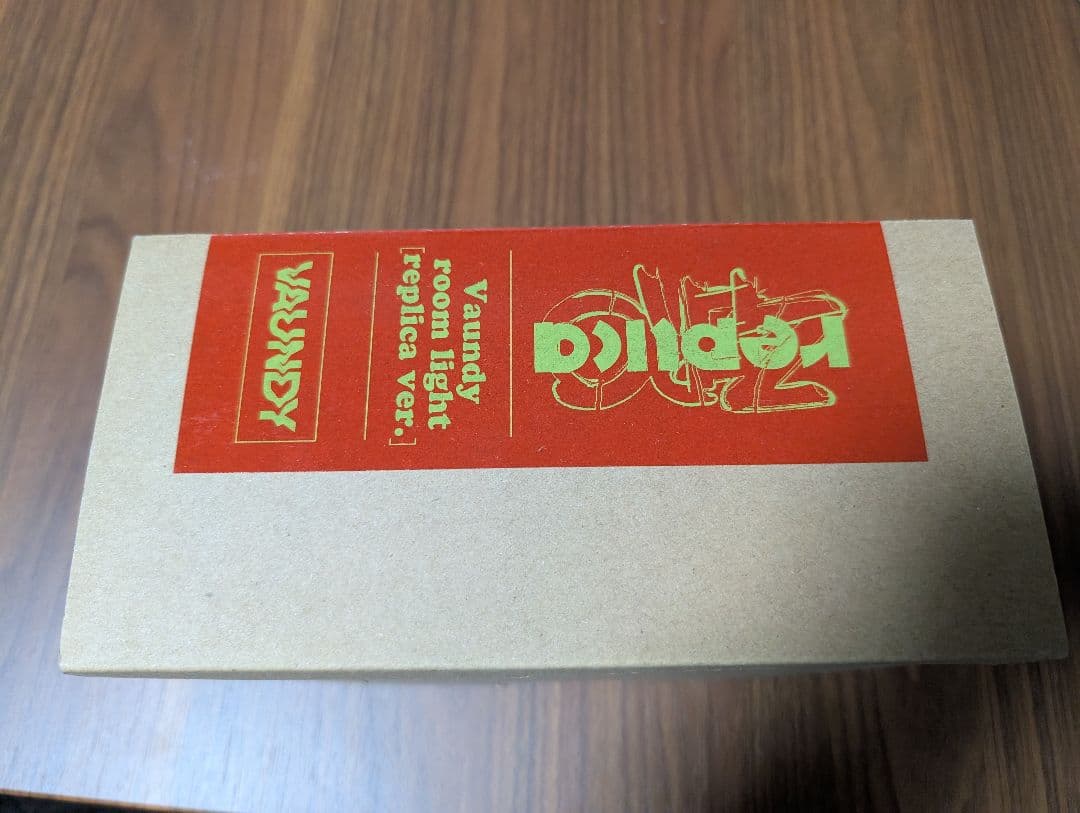 replica
Vaundy
room light
[replica ver.]
VAUNDY